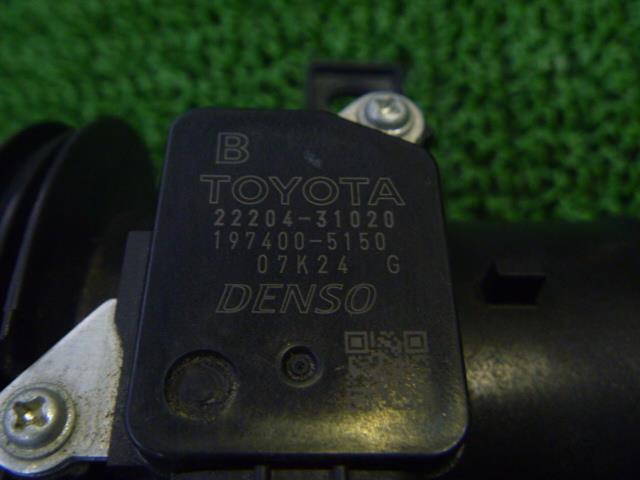 B
TOYOTA
22204-31020
197400-5150
07K24 G
DENSO